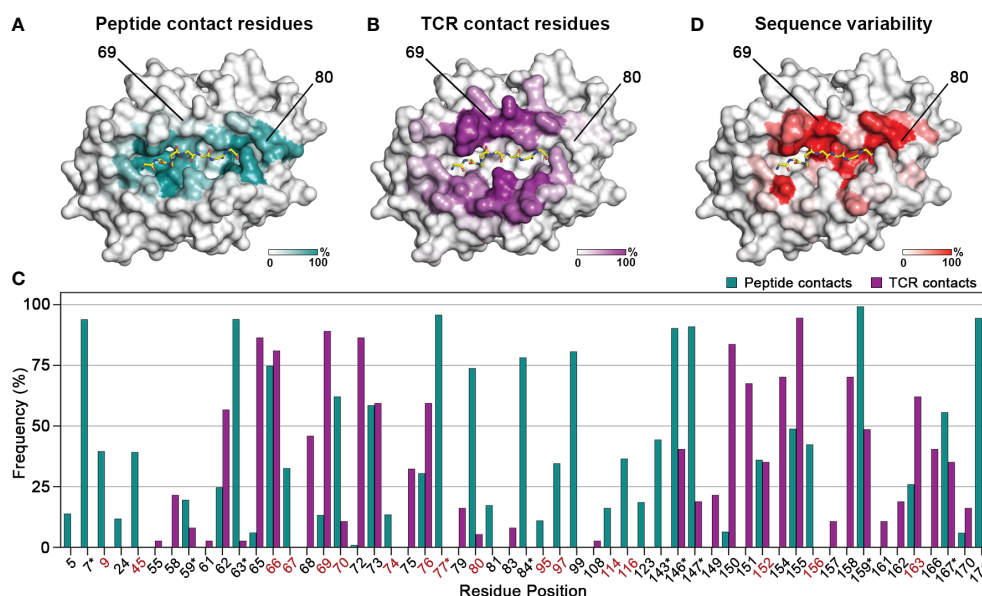 A Peptide contact residues B TCR contact residues D Sequence variability
69 80 69 80 69 80
% % %
0 100 0 100 0 100
C Peptide contacts TCR contacts
Frequency (%)
100
75
50
25
0
5 7* 9 24 45 55 58 59* 61 62 63* 65 66 67 68 69 70 72 73 74 75 76 77* 79 80 81 83 84* 95 97 99 108 114 116 123 143* 146* 147* 149 150 151 152 154 155 156 157 158 159* 161 162 163 166 167* 170
Residue Position